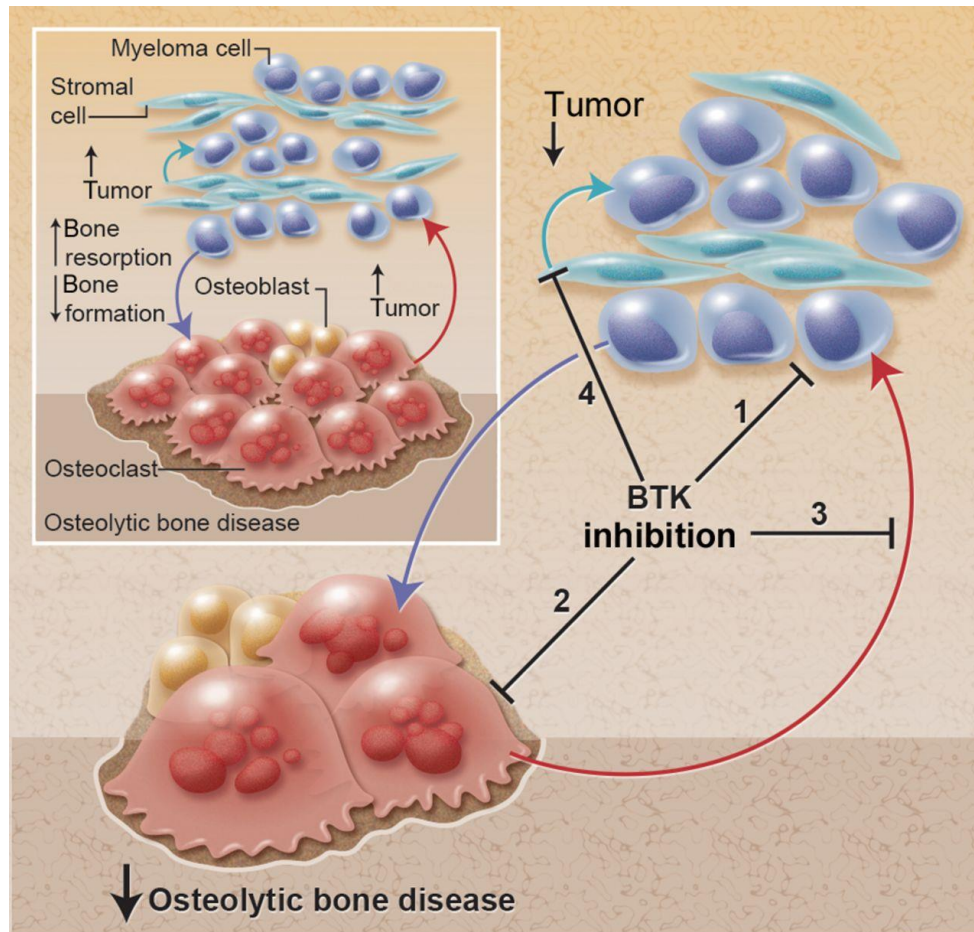 Myeloma cell
Stromal
cell
↑
Tumor
↑Bone
resorption
↓Bone
formation
Osteoblast
↑
Tumor
Osteoclast
Osteolytic bone disease
Tumor
↓
4
1
BTK
inhibition
3
2
↓ Osteolytic bone disease